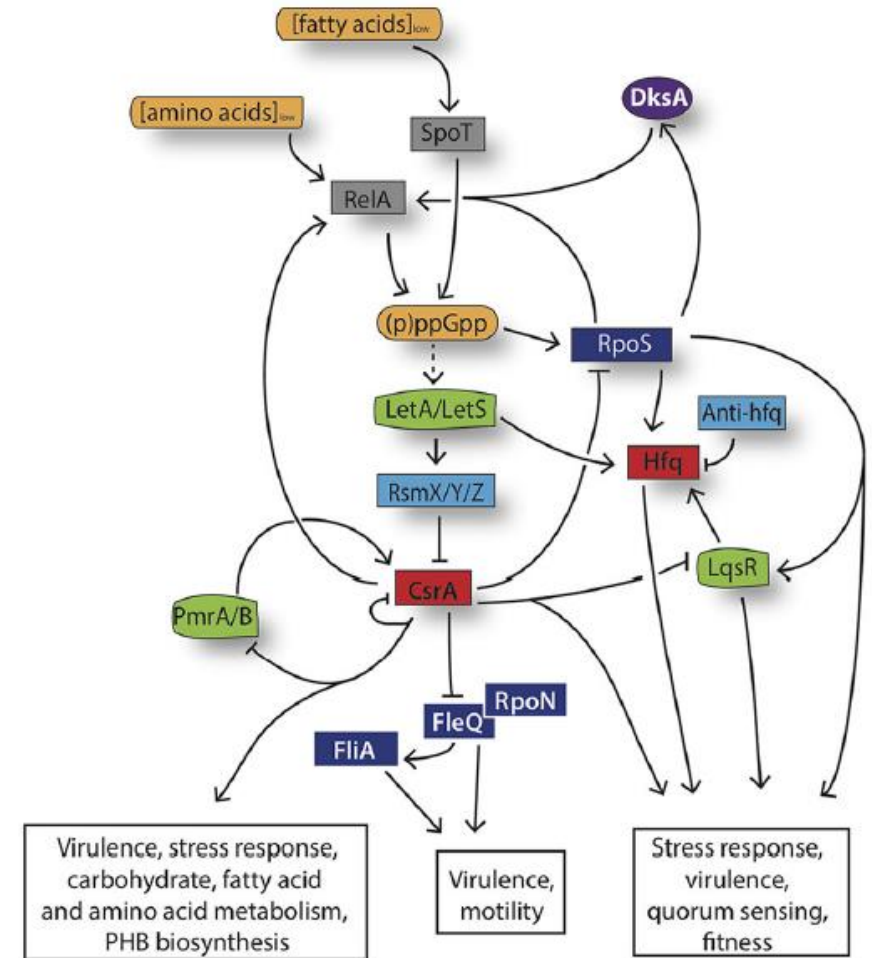 [fatty acids]low
[amino acids]low
SpoT
DksA
RelA
(p)ppGpp
RpoS
LetA/LetS
Anti-hfq
Hfq
RsmX/Y/Z
LqsR
CsrA
PmrA/B
RpoN
FleQ
FliA
Virulence, stress response,
carbohydrate, fatty acid
and amino acid metabolism,
PHB biosynthesis
Virulence,
motility
Stress response,
virulence,
quorum sensing,
fitness